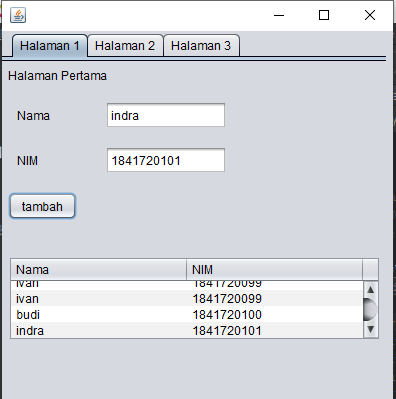 Halaman 1 Halaman 2 Halaman 3
Halaman Pertama
Nama indra
NIM 1841720101
tambah
Nama NIM
ivan 1841720099
ivan 1841720099
budi 1841720100
indra 1841720101